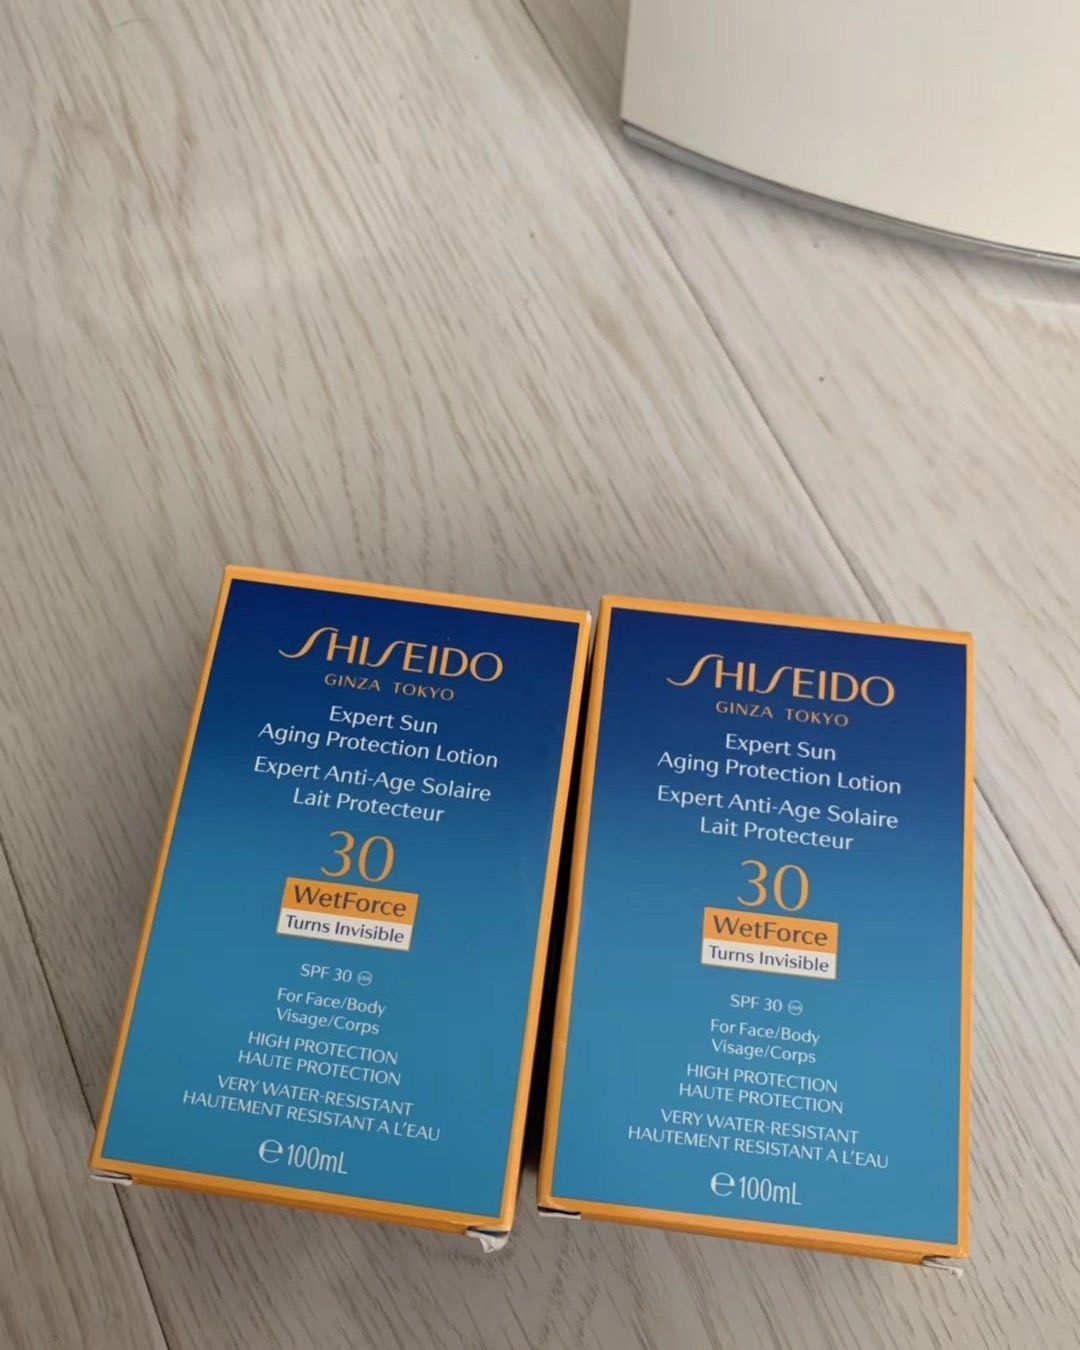 SHISEIDO
GINZA TOKYO
Expert Sun
Aging Protection Lotion
Expert Anti-Age Solaire
Lait Protecteur
30
WetForce
Turns Invisible
SPF 30 UVA
For Face/Body
Visage/Corps
HIGH PROTECTION
HAUTE PROTECTION
VERY WATER-RESISTANT
HAUTEMENT RESISTANT A L'EAU
℮100mL
SHISEIDO
GINZA TOKYO
Expert Sun
Aging Protection Lotion
Expert Anti-Age Solaire
Lait Protecteur
30
WetForce
Turns Invisible
SPF 30 UVA
For Face/Body
Visage/Corps
HIGH PROTECTION
HAUTE PROTECTION
VERY WATER-RESISTANT
HAUTEMENT RESISTANT A L'EAU
℮100mL